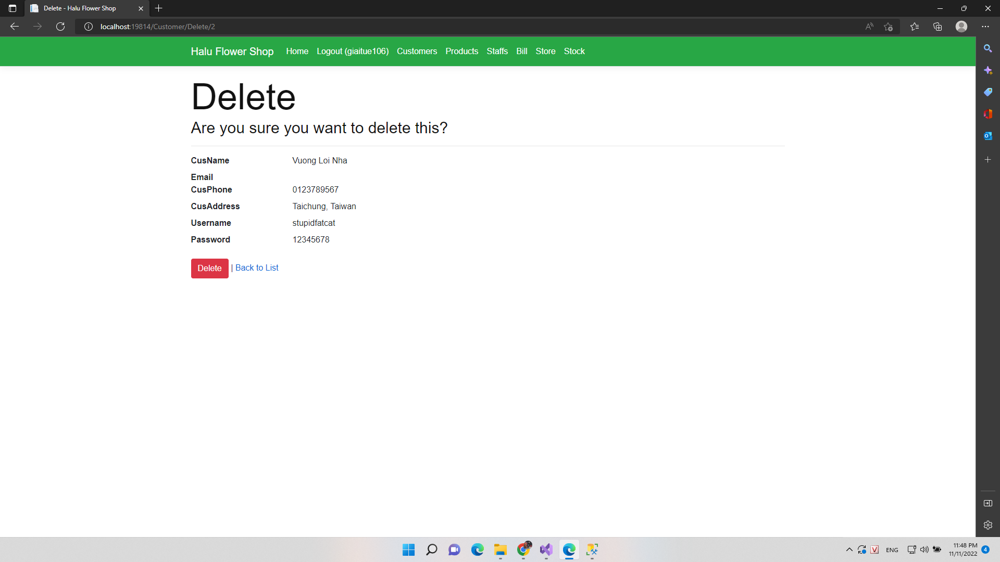 Delete - Halu Flower Shop
localhost:19814/Customer/Delete/2
Halu Flower Shop Home Logout (giaitue106) Customers Products Staffs Bill Store Stock
Delete
Are you sure you want to delete this?
CusName Vuong Loi Nha
Email
CusPhone 0123789567
CusAddress Taichung, Taiwan
Username stupidfatcat
Password 12345678
Delete | Back to List
ENG
11:48 PM
11/11/2022
4